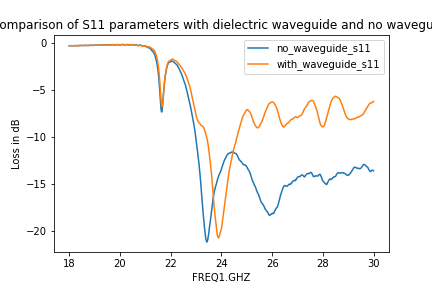 omparison of S11 parameters with dielectric waveguide and no wavegu
0
−5
−10
−15
−20
Loss in dB
no_waveguide_s11
with_waveguide_s11
18 20 22 24 26 28 30
FREQ1.GHZ